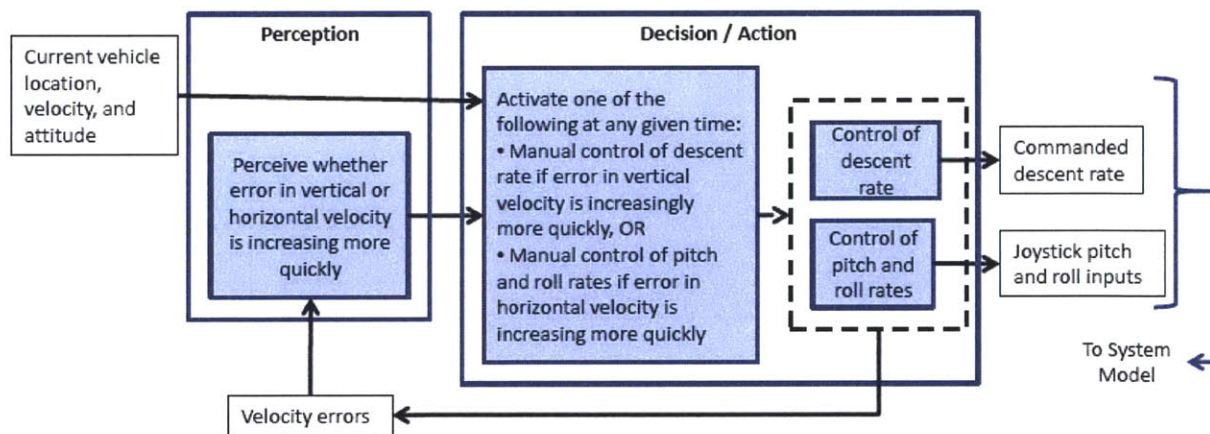 Perception
Decision / Action
Current vehicle
location,
velocity, and
attitude
Perceive whether
error in vertical or
horizontal velocity
is increasing more
quickly
Activate one of the
following at any given time:
• Manual control of descent
rate if error in vertical
velocity is increasingly
more quickly, OR
• Manual control of pitch
and roll rates if error in
horizontal velocity is
increasing more quickly
Control of
descent
rate
Control of
pitch and
roll rates
Commanded
descent rate
Joystick pitch
and roll inputs
To System
Model
Velocity errors